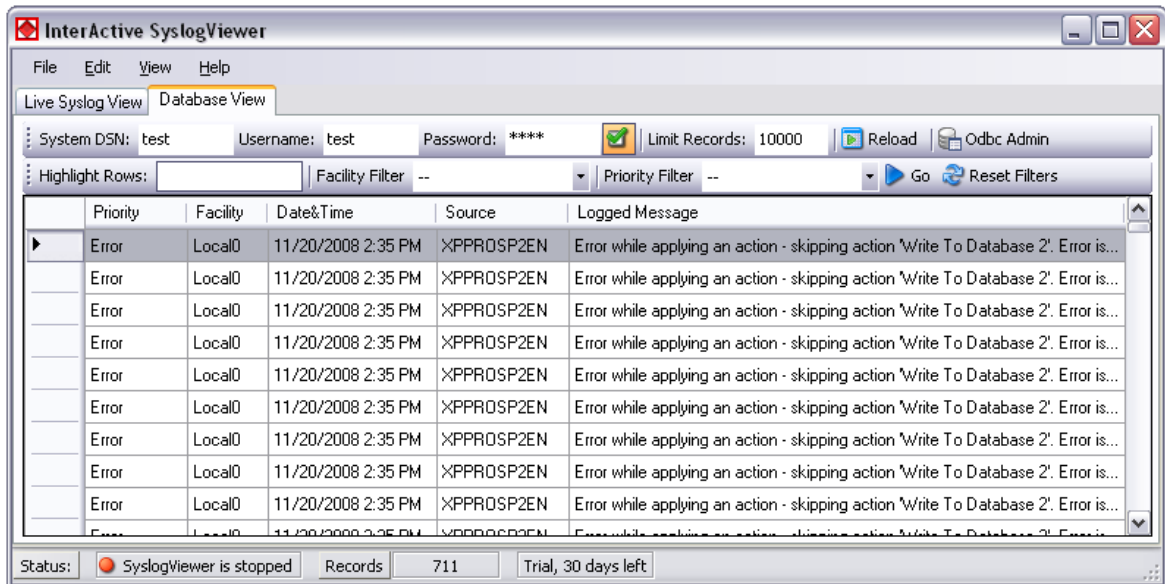 InterActive SyslogViewer
File Edit View Help
Live Syslog View Database View
System DSN: test Username: test Password: **** Limit Records: 10000 Reload Odbc Admin
Highlight Rows: Facility Filter -- Priority Filter -- Go Reset Filters
Priority Facility Date&Time Source Logged Message
Error Local0 11/20/2008 2:35 PM XPPROSP2EN Error while applying an action - skipping action 'Write To Database 2'. Error is...
Error Local0 11/20/2008 2:35 PM XPPROSP2EN Error while applying an action - skipping action 'Write To Database 2'. Error is...
Error Local0 11/20/2008 2:35 PM XPPROSP2EN Error while applying an action - skipping action 'Write To Database 2'. Error is...
Error Local0 11/20/2008 2:35 PM XPPROSP2EN Error while applying an action - skipping action 'Write To Database 2'. Error is...
Error Local0 11/20/2008 2:35 PM XPPROSP2EN Error while applying an action - skipping action 'Write To Database 2'. Error is...
Error Local0 11/20/2008 2:35 PM XPPROSP2EN Error while applying an action - skipping action 'Write To Database 2'. Error is...
Error Local0 11/20/2008 2:35 PM XPPROSP2EN Error while applying an action - skipping action 'Write To Database 2'. Error is...
Error Local0 11/20/2008 2:35 PM XPPROSP2EN Error while applying an action - skipping action 'Write To Database 2'. Error is...
Error Local0 11/20/2008 2:35 PM XPPROSP2EN Error while applying an action - skipping action 'Write To Database 2'. Error is...
Status: SyslogViewer is stopped Records 711 Trial, 30 days left